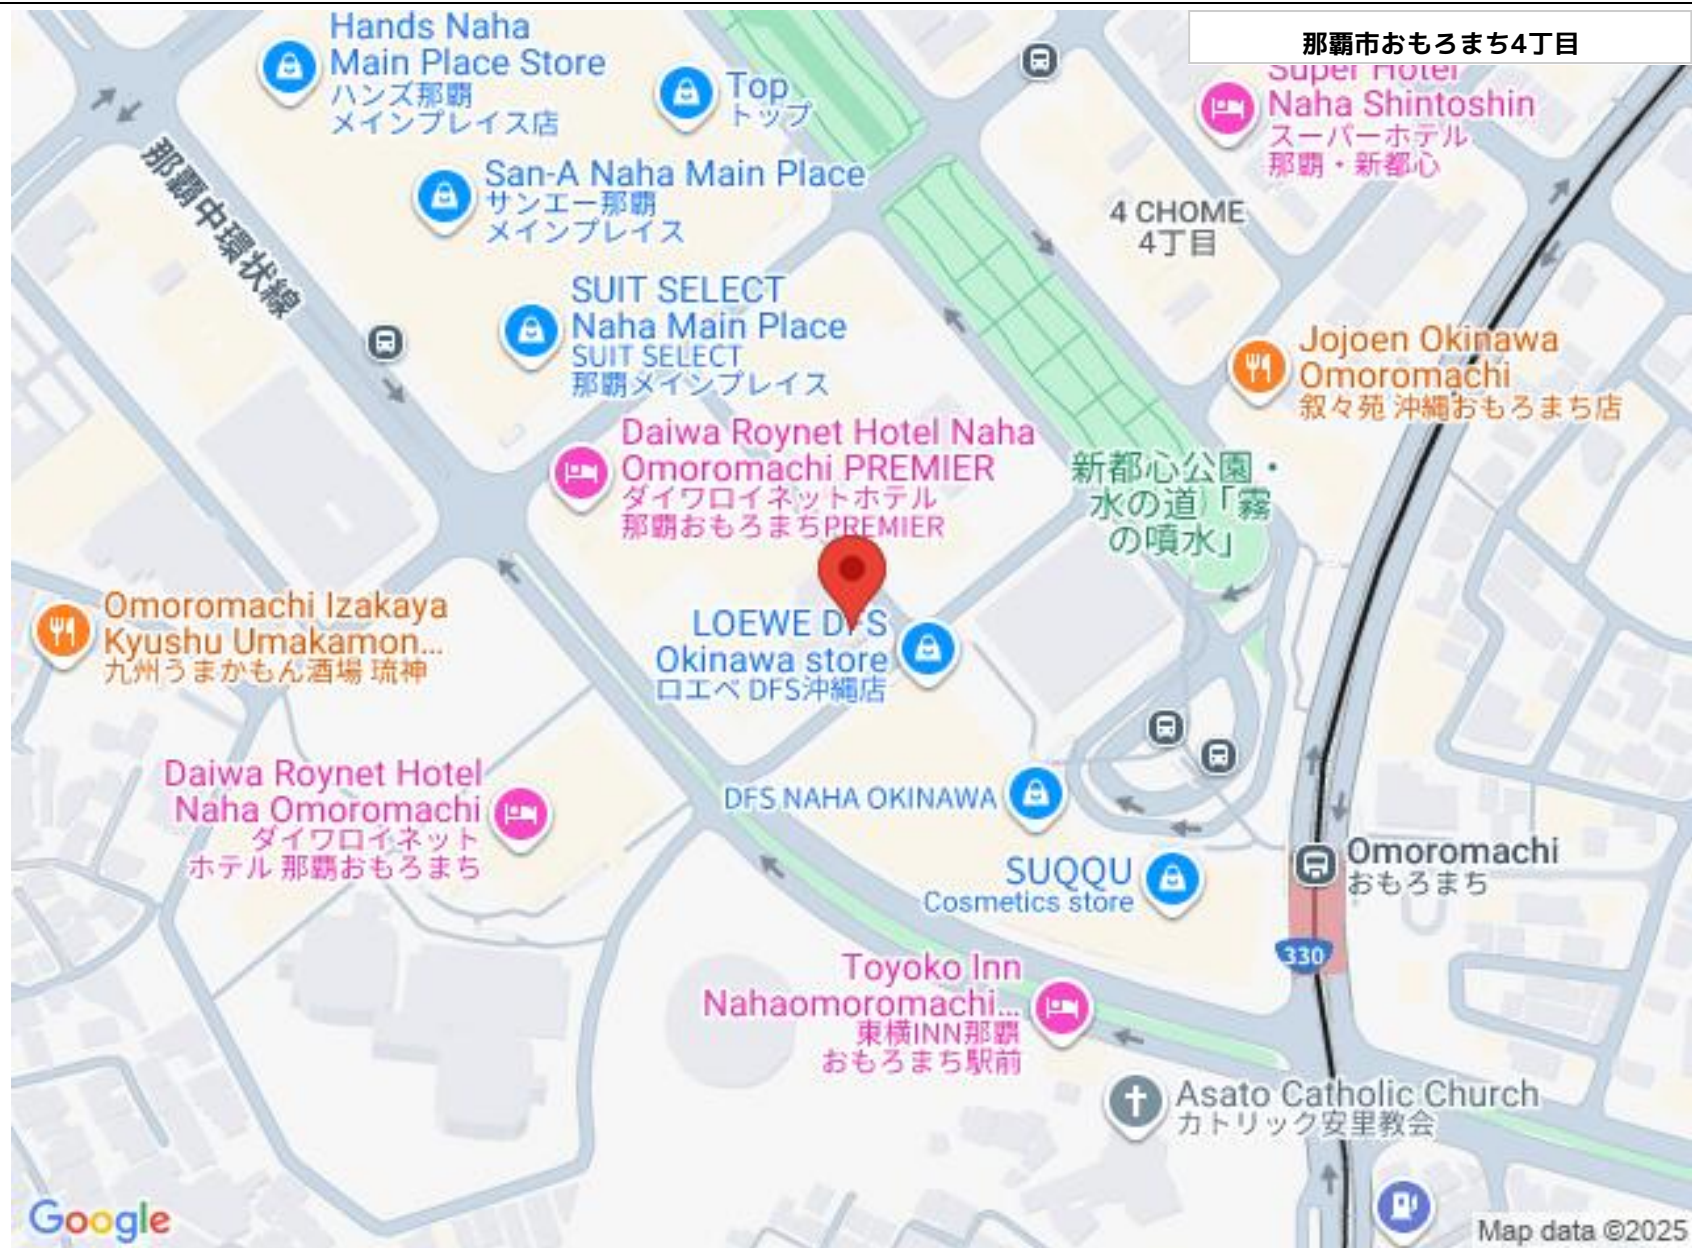 那覇市おもろまち4丁目
Hands Naha
Main Place Store
ハンズ那覇
メインプレイス店
Top
トップ
Super Hotel
Naha Shintoshin
スーパーホテル
那覇・新都心
那覇中環状線
San-A Naha Main Place
サンエー那覇
メインプレイス
4 CHOME
4丁目
SUIT SELECT
Naha Main Place
SUIT SELECT
那覇メインプレイス
Jojoen Okinawa
Omoromachi
叙々苑 沖縄おもろまち店
Daiwa Roynet Hotel Naha
Omoromachi PREMIER
ダイワロイネットホテル
那覇おもろまちPREMIER
新都心公園・
水の道「霧
の噴水」
Omoromachi Izakaya
Kyushu Umakamon...
九州うまかもん酒場 琉神
LOEWE DFS
Okinawa store
ロエベ DFS沖縄店
Daiwa Roynet Hotel
Naha Omoromachi
ダイワロイネット
ホテル 那覇おもろまち
DFS NAHA OKINAWA
SUQQU
Cosmetics store
Omoromachi
おもろまち
330
Toyoko Inn
Nahaomoromachi...
東横INN那覇
おもろまち駅前
Asato Catholic Church
カトリック安里教会
Google
Map data ©2025